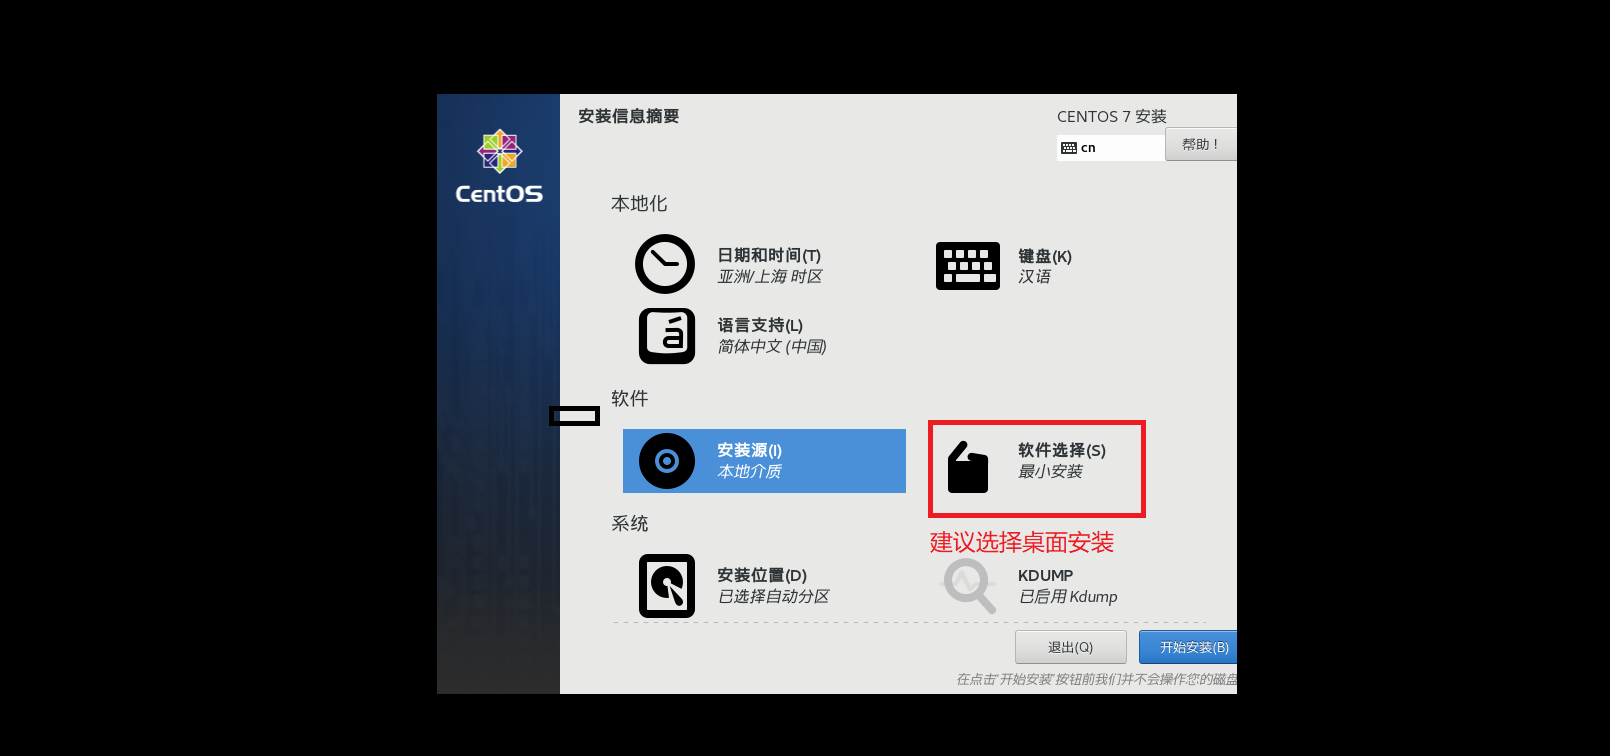 安装信息摘要
CENTOS 7 安装
cn
帮助！
CentOS
本地化
日期和时间(T)
亚洲/上海 时区
键盘(K)
汉语
á
语言支持(L)
简体中文 (中国)
软件
安装源(I)
本地介质
软件选择(S)
最小安装
系统
建议选择桌面安装
安装位置(D)
已选择自动分区
KDUMP
已启用 Kdump
退出(Q)
开始安装(B)
在点击'开始安装'按钮前我们并不会操作您的磁盘